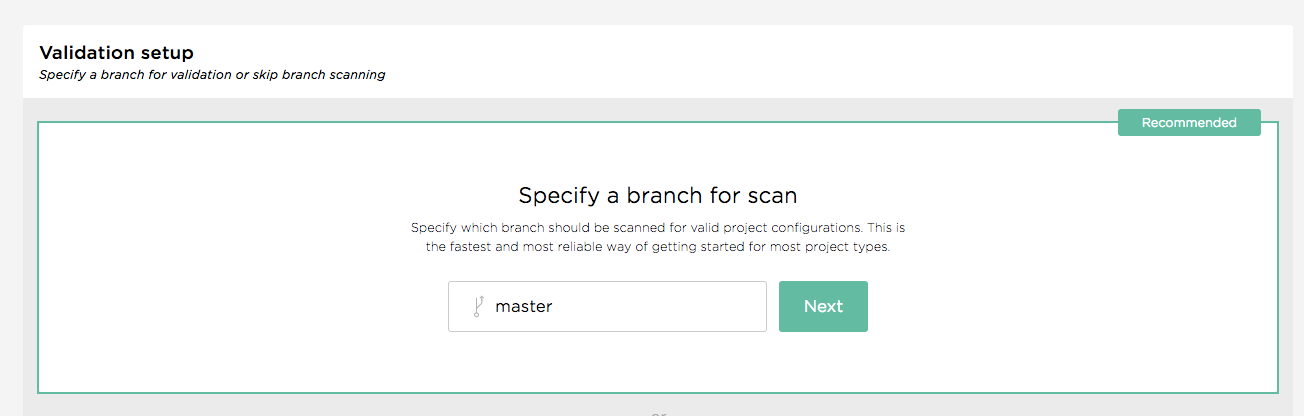 Validation setup
Specify a branch for validation or skip branch scanning
Recommended
Specify a branch for scan
Specify which branch should be scanned for valid project configurations. This is
the fastest and most reliable way of getting started for most project types.
master
Next